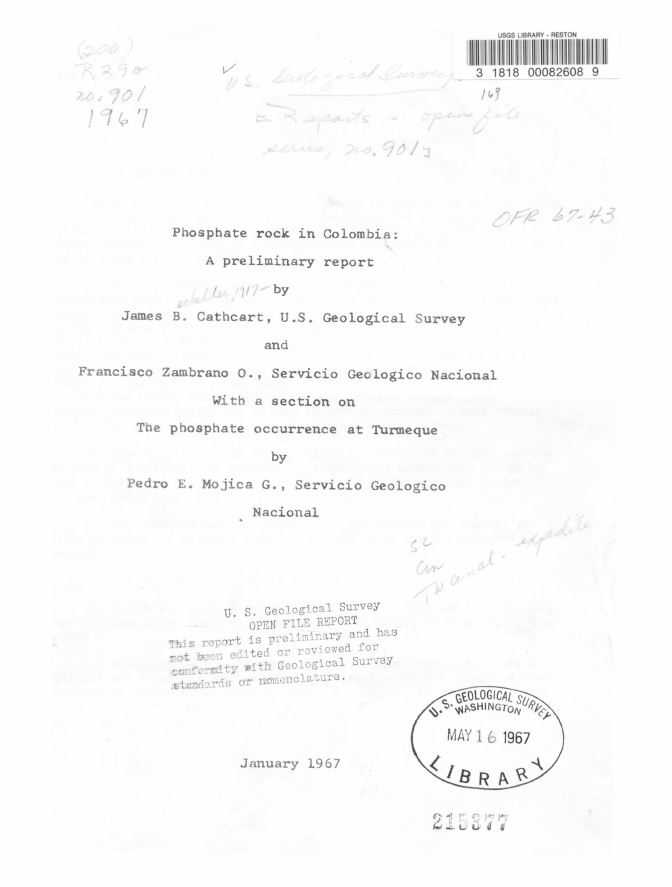 USGS LIBRARY - RESTON
3 1818 00082608 9
(200)
R290
no. 901
1967
U.S. Geological Survey.
169
Reports - open file
series, no. 901
OFR 67-43
Phosphate rock in Colombia:
A preliminary report
1917-
by
James B. Cathcart, U.S. Geological Survey
and
Francisco Zambrano O., Servicio Geologico Nacional
With a section on
The phosphate occurrence at Turmeque
by
Pedro E. Mojica G., Servicio Geologico
Nacional
U. S. Geological Survey
OPEN FILE REPORT
This report is preliminary and has
not been edited or reviewed for
conformity with Geological Survey
standards or nomenclature.
January 1967
U.S. GEOLOGICAL SURVEY
WASHINGTON
MAY 16 1967
LIBRARY
215877